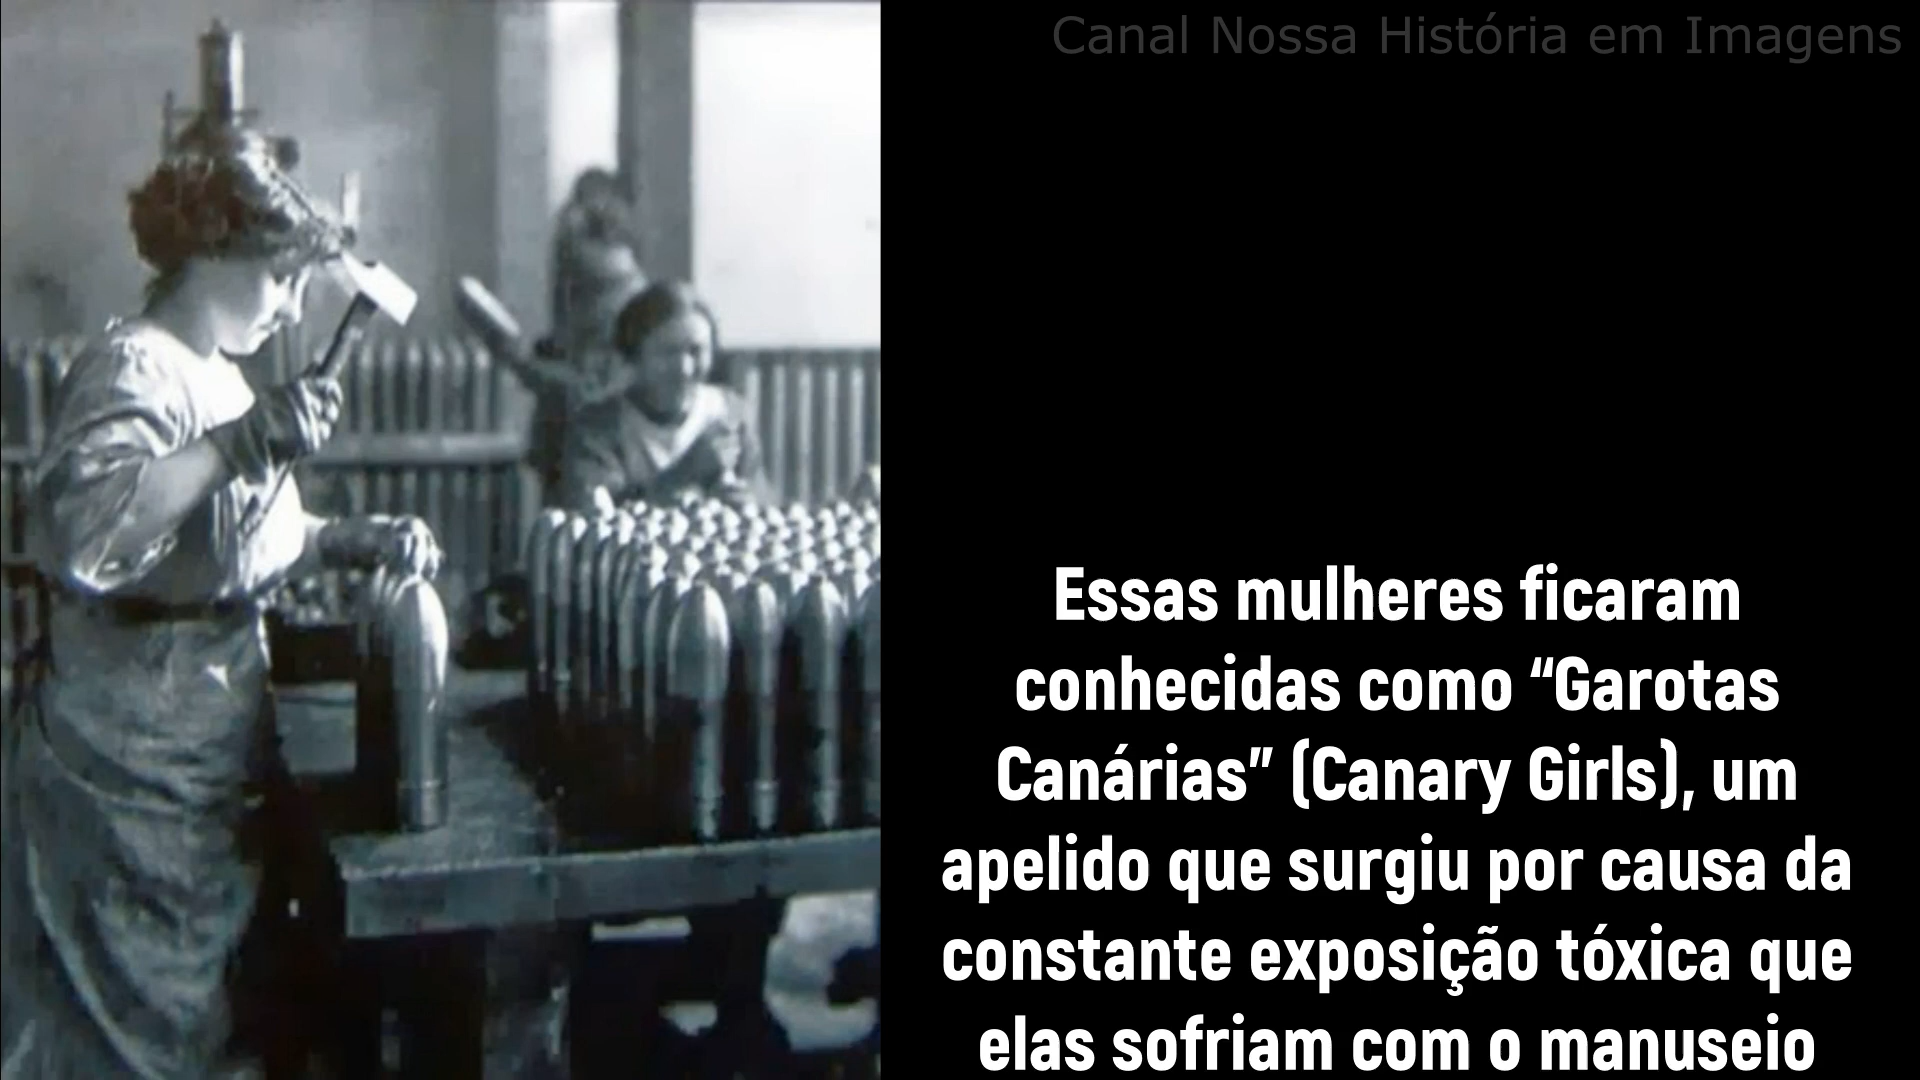 Canal Nossa História em Imagens
Essas mulheres ficaram
conhecidas como “Garotas
Canárias” (Canary Girls), um
apelido que surgiu por causa da
constante exposição tóxica que
elas sofriam com o manuseio